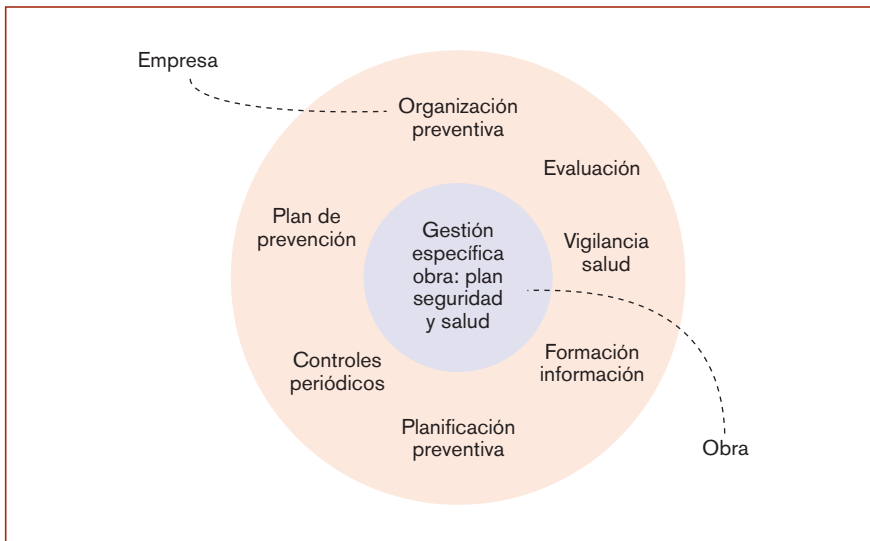 Empresa
Organización
preventiva
Evaluación
Plan de
prevención
Gestión
específica
obra: plan
seguridad
y salud
Vigilancia
salud
Controles
periódicos
Formación
información
Planificación
preventiva
Obra